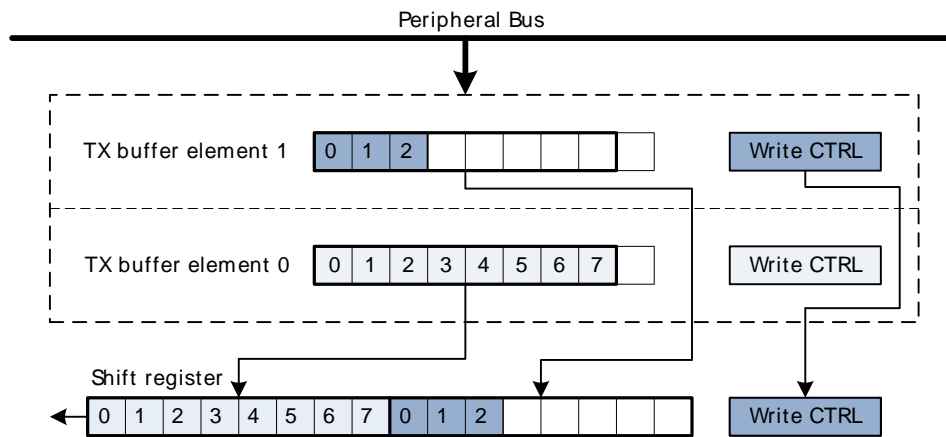 Peripheral Bus
TX buffer element 1 0 1 2 Write CTRL
TX buffer element 0 0 1 2 3 4 5 6 7 Write CTRL
Shift register
0 1 2 3 4 5 6 7 0 1 2 Write CTRL